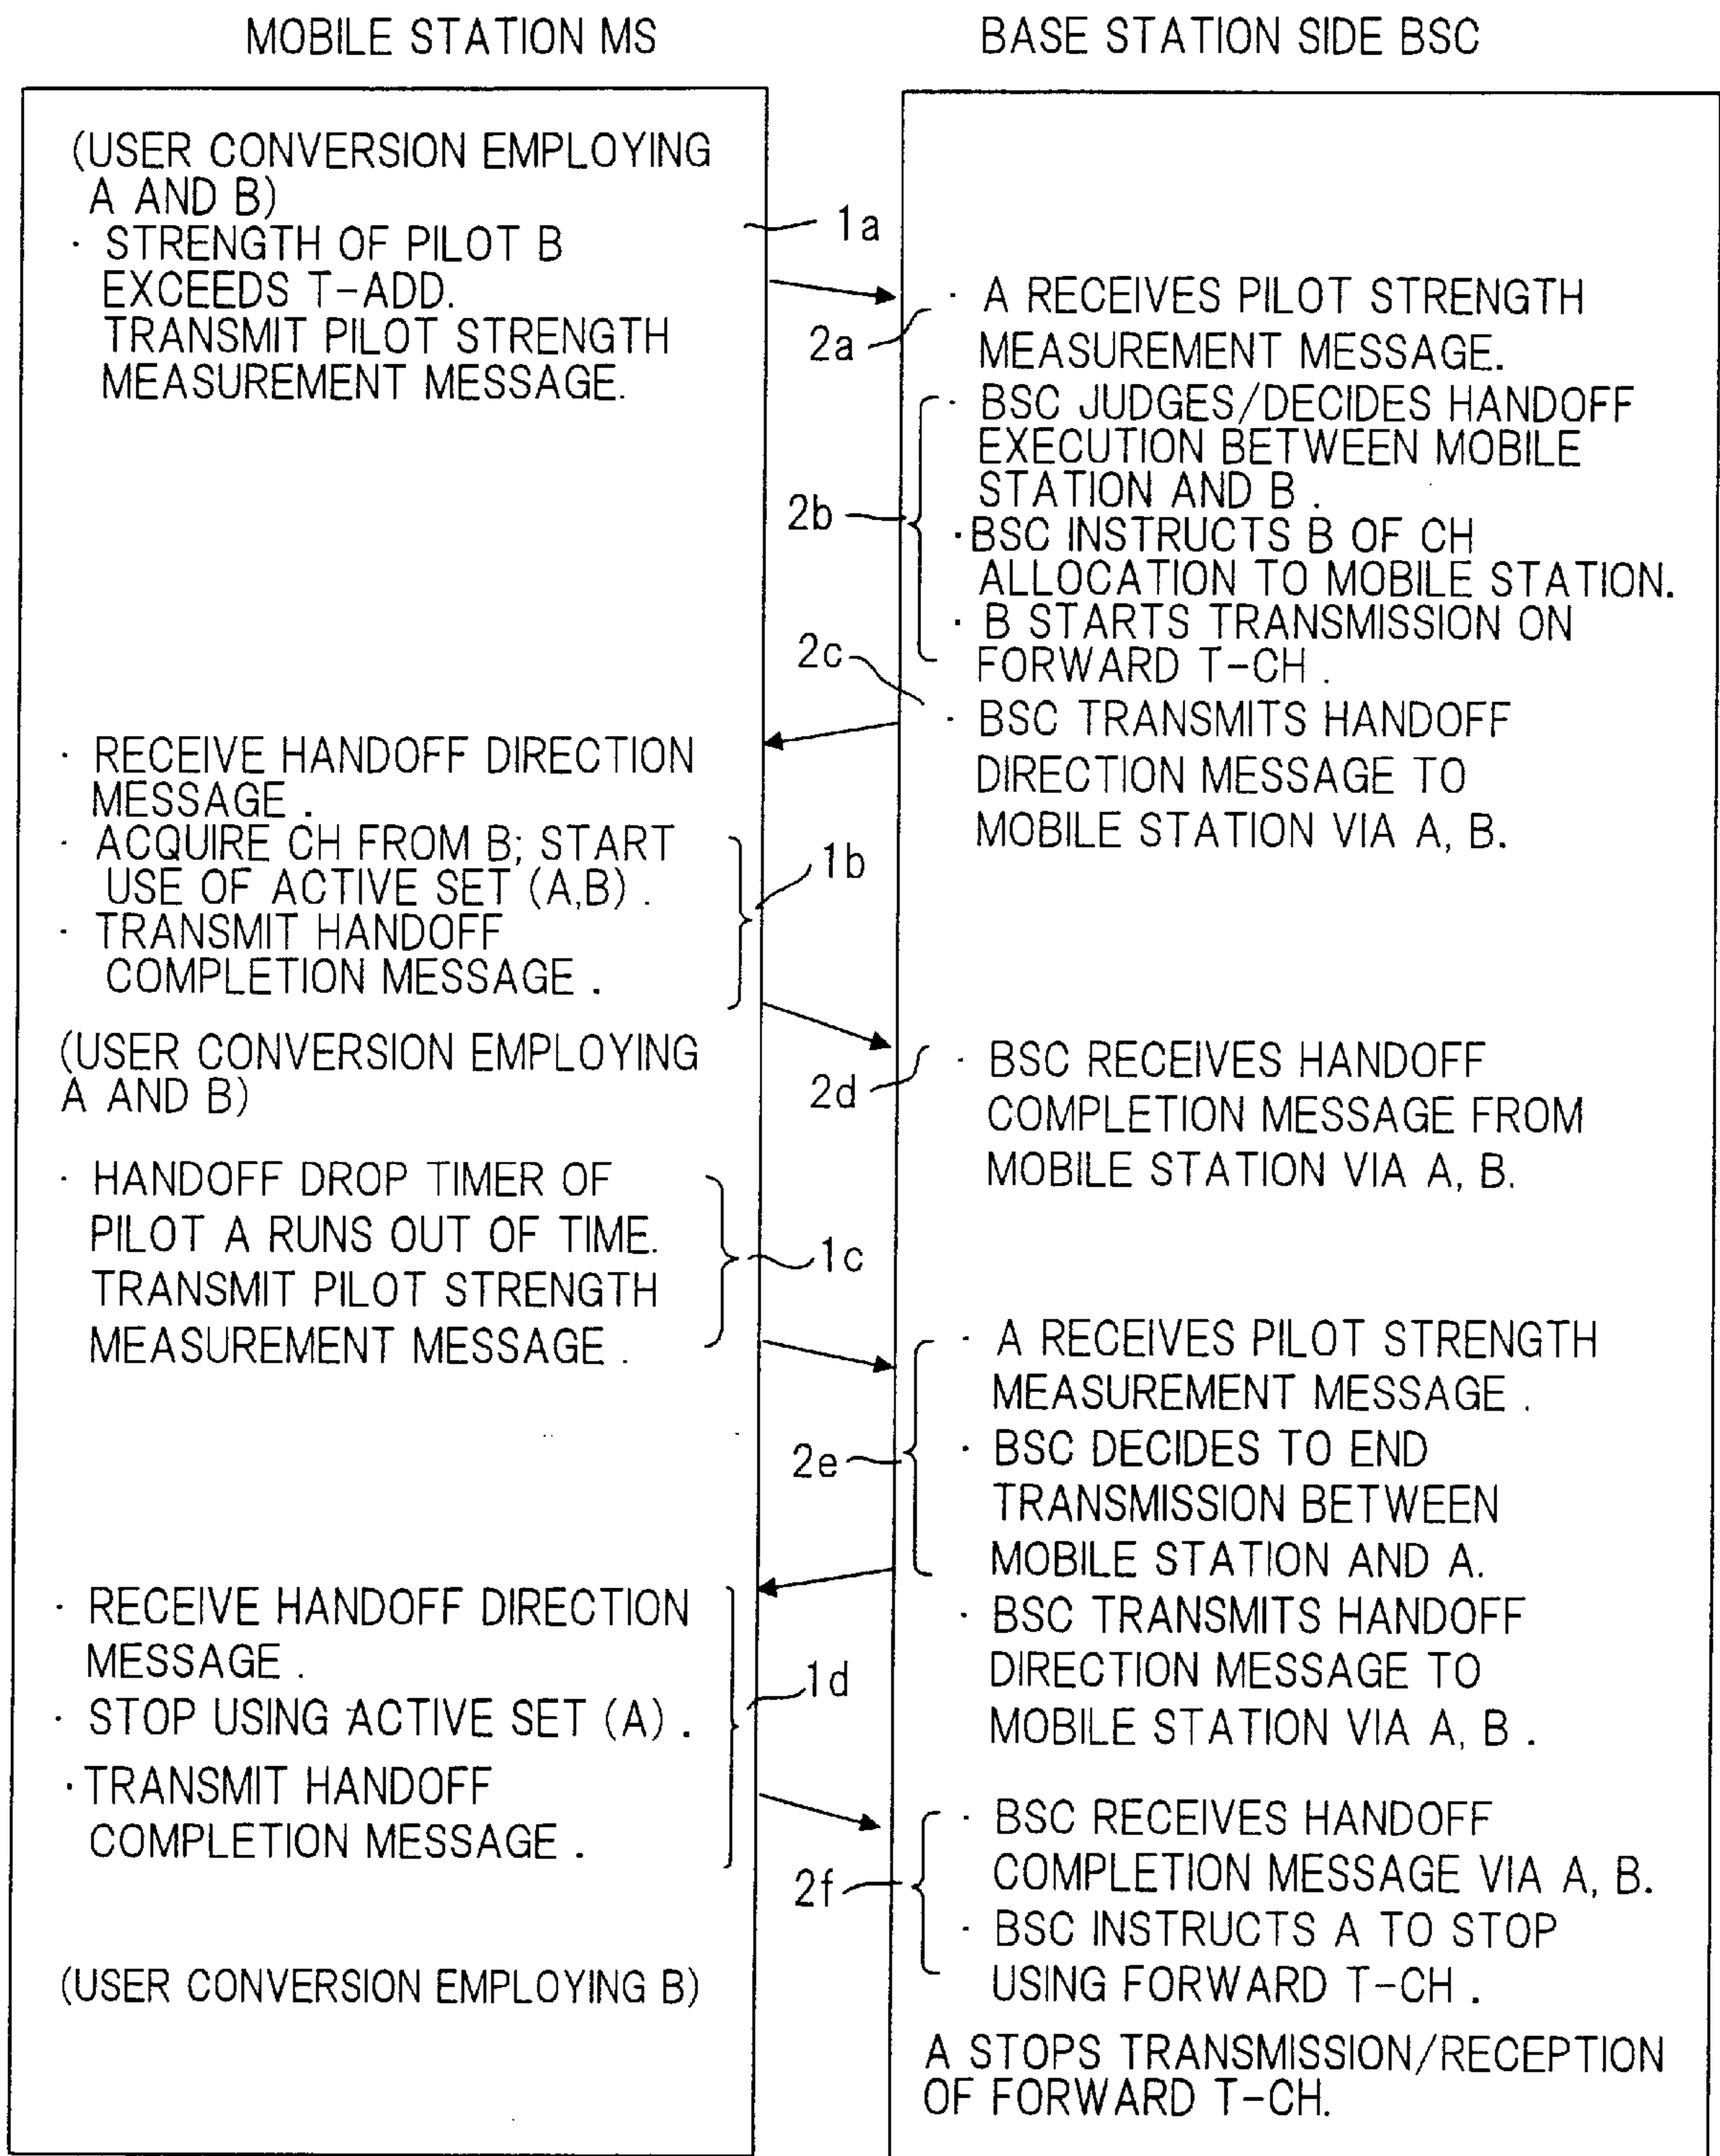 MOBILE STATION MS
BASE STATION SIDE BSC
(USER CONVERSION EMPLOYING
A AND B)
· STRENGTH OF PILOT B
EXCEEDS T-ADD.
TRANSMIT PILOT STRENGTH
MEASUREMENT MESSAGE.
1a
2a
· A RECEIVES PILOT STRENGTH
MEASUREMENT MESSAGE.
2b
· BSC JUDGES/DECIDES HANDOFF
EXECUTION BETWEEN MOBILE
STATION AND B .
·BSC INSTRUCTS B OF CH
ALLOCATION TO MOBILE STATION.
· B STARTS TRANSMISSION ON
FORWARD T-CH .
2c
· BSC TRANSMITS HANDOFF
DIRECTION MESSAGE TO
MOBILE STATION VIA A, B.
· RECEIVE HANDOFF DIRECTION
MESSAGE .
· ACQUIRE CH FROM B; START
USE OF ACTIVE SET (A,B) .
· TRANSMIT HANDOFF
COMPLETION MESSAGE .
1b
(USER CONVERSION EMPLOYING
A AND B)
2d
· BSC RECEIVES HANDOFF
COMPLETION MESSAGE FROM
MOBILE STATION VIA A, B.
· HANDOFF DROP TIMER OF
PILOT A RUNS OUT OF TIME.
TRANSMIT PILOT STRENGTH
MEASUREMENT MESSAGE .
1c
2e
· A RECEIVES PILOT STRENGTH
MEASUREMENT MESSAGE .
· BSC DECIDES TO END
TRANSMISSION BETWEEN
MOBILE STATION AND A.
· BSC TRANSMITS HANDOFF
DIRECTION MESSAGE TO
MOBILE STATION VIA A, B .
· RECEIVE HANDOFF DIRECTION
MESSAGE .
· STOP USING ACTIVE SET (A) .
·TRANSMIT HANDOFF
COMPLETION MESSAGE .
1d
2f
· BSC RECEIVES HANDOFF
COMPLETION MESSAGE VIA A, B.
· BSC INSTRUCTS A TO STOP
USING FORWARD T-CH .
(USER CONVERSION EMPLOYING B)
A STOPS TRANSMISSION/RECEPTION
OF FORWARD T-CH.